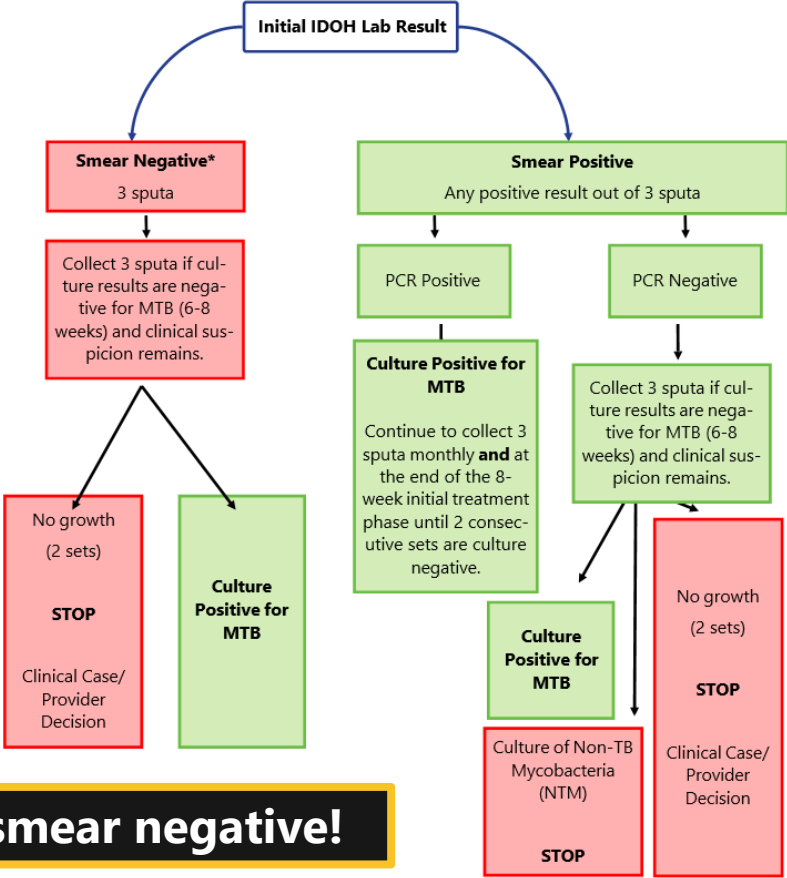 Initial IDOH Lab Result
Smear Negative*
3 sputa
Smear Positive
Any positive result out of 3 sputa
Collect 3 sputa if cul-
ture results are nega-
tive for MTB (6-8
weeks) and clinical sus-
picion remains.
PCR Positive
PCR Negative
Culture Positive for
MTB
Continue to collect 3
sputa monthly and at
the end of the 8-
week initial treatment
phase until 2 consec-
utive sets are culture
negative.
Collect 3 sputa if cul-
ture results are nega-
tive for MTB (6-8
weeks) and clinical sus-
picion remains.
No growth
(2 sets)
STOP
Clinical Case/
Provider
Decision
Culture
Positive for
MTB
Culture
Positive for
MTB
No growth
(2 sets)
STOP
Clinical Case/
Provider
Decision
Culture of Non-TB
Mycobacteria
(NTM)
STOP
smear negative!